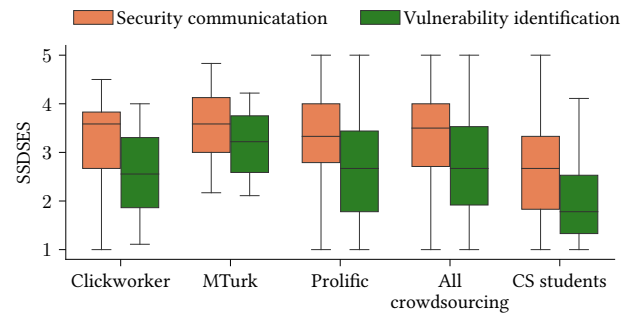 Security communicatation Vulnerability identification
5
4
3
2
1
SSDSES
Clickworker MTurk Prolific All crowdsourcing CS students